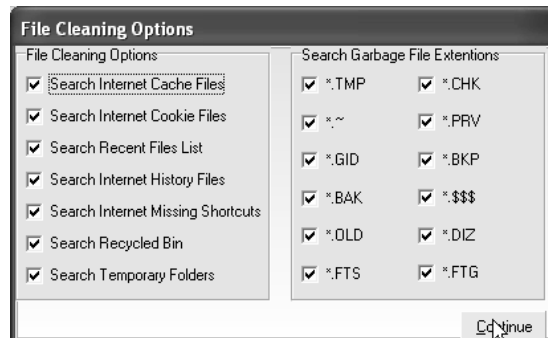 File Cleaning Options
File Cleaning Options
Search Internet Cache Files
Search Internet Cookie Files
Search Recent Files List
Search Internet History Files
Search Internet Missing Shortcuts
Search Recycled Bin
Search Temporary Folders
Search Garbage File Extentions
*.TMP *.CHK
*.~ *.PRV
*.GID *.BKP
*.BAK *.$$$
*.OLD *.DIZ
*.FTS *.FTG
Continue